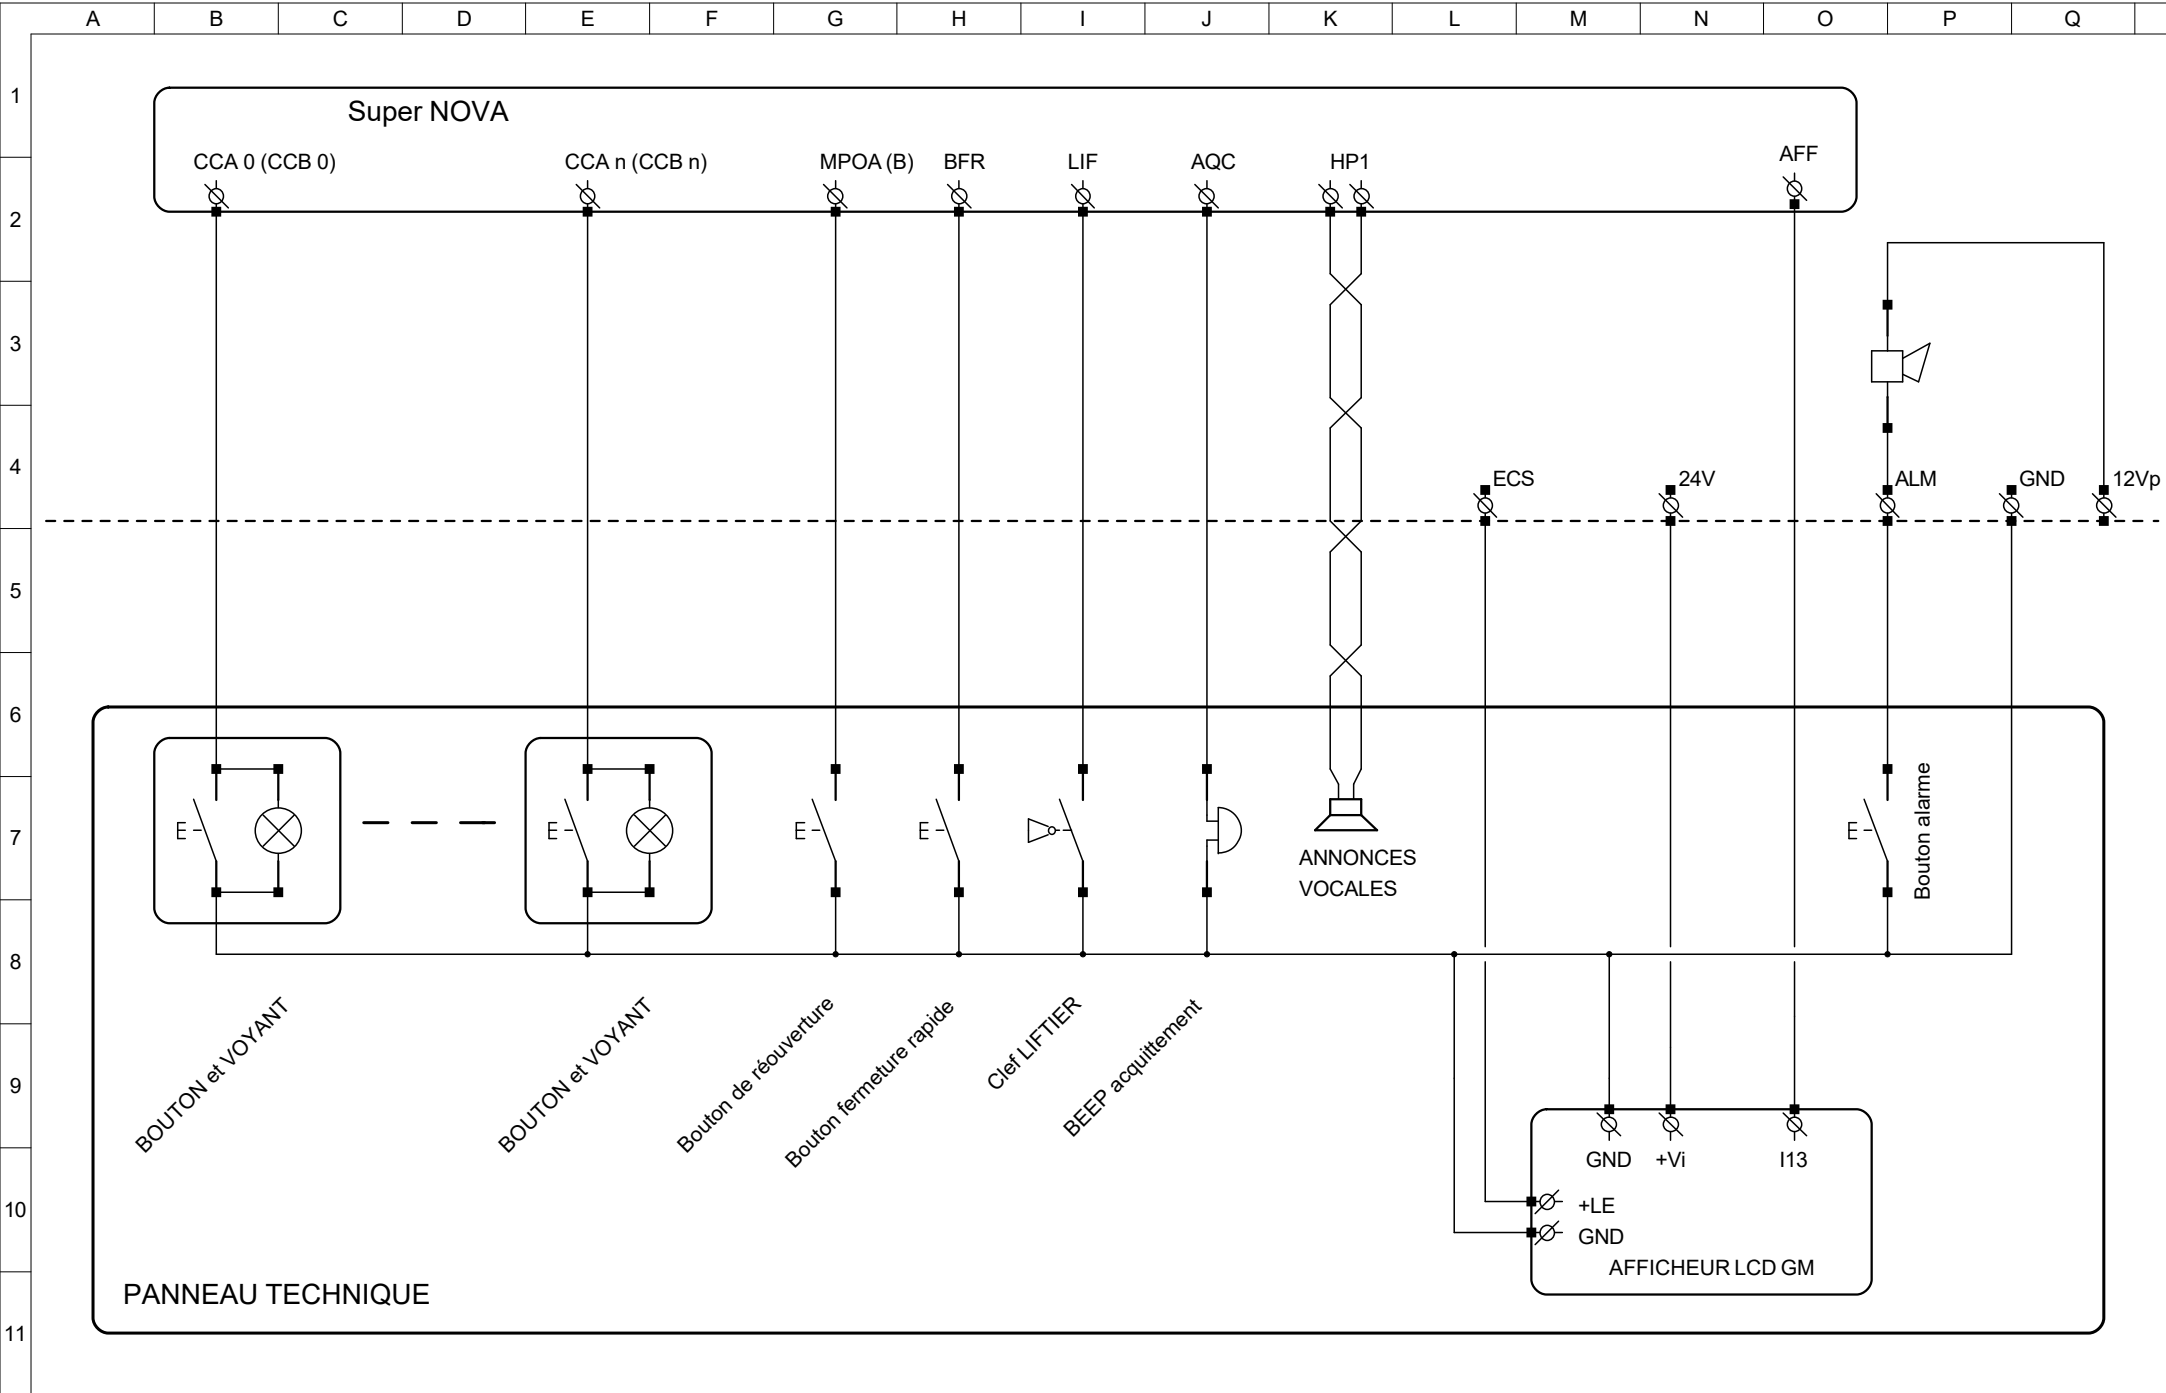 A B C D E F G H I J K L M N O P Q
1
Super NOVA
CCA 0 (CCB 0) CCA n (CCB n) MPOA (B) BFR LIF AQC HP1 AFF
2
3
4
ECS 24V ALM GND 12Vp
5
6
7
Bouton alarme
ANNONCES
VOCALES
8
BOUTON et VOYANT
BOUTON et VOYANT
Bouton de réouverture
Bouton fermeture rapide
Clef LIFTIER
BEEP acquittement
9
GND +Vi I13
10
+LE
GND
AFFICHEUR LCD GM
PANNEAU TECHNIQUE
11